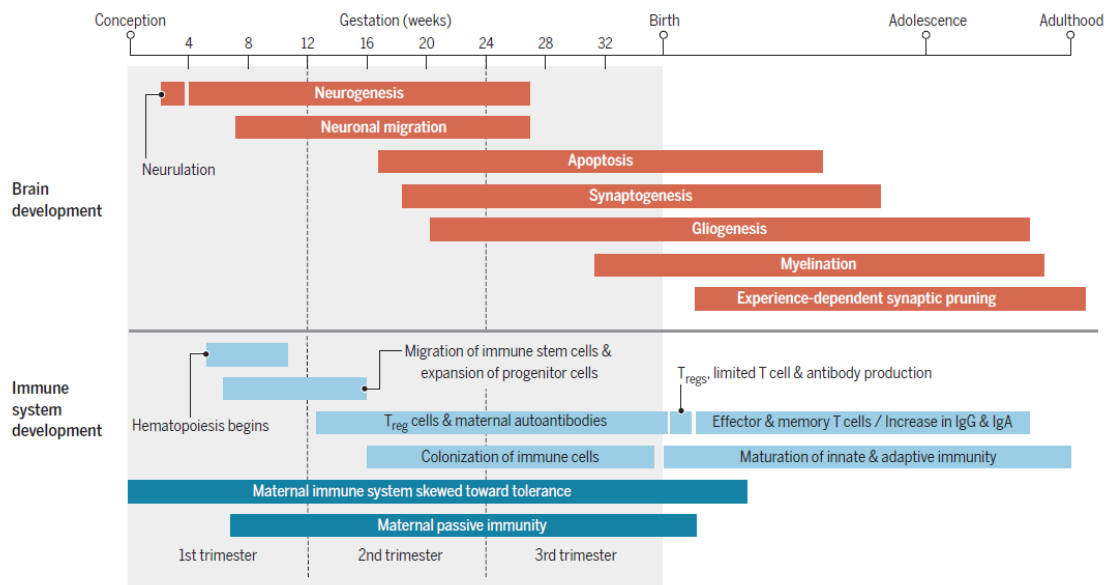 Conception Gestation (weeks) Birth Adolescence Adulthood
4 8 12 16 20 24 28 32
Neurogenesis
Neuronal migration
Neurulation
Apoptosis
Brain
development
Synaptogenesis
Gliogenesis
Myelination
Experience-dependent synaptic pruning
Migration of immune stem cells &
expansion of progenitor cells
Tregs, limited T cell & antibody production
Immune
system
development
Hematopoiesis begins
Treg cells & maternal autoantibodies
Effector & memory T cells / Increase in IgG & IgA
Colonization of immune cells
Maturation of innate & adaptive immunity
Maternal immune system skewed toward tolerance
Maternal passive immunity
1st trimester 2nd trimester 3rd trimester